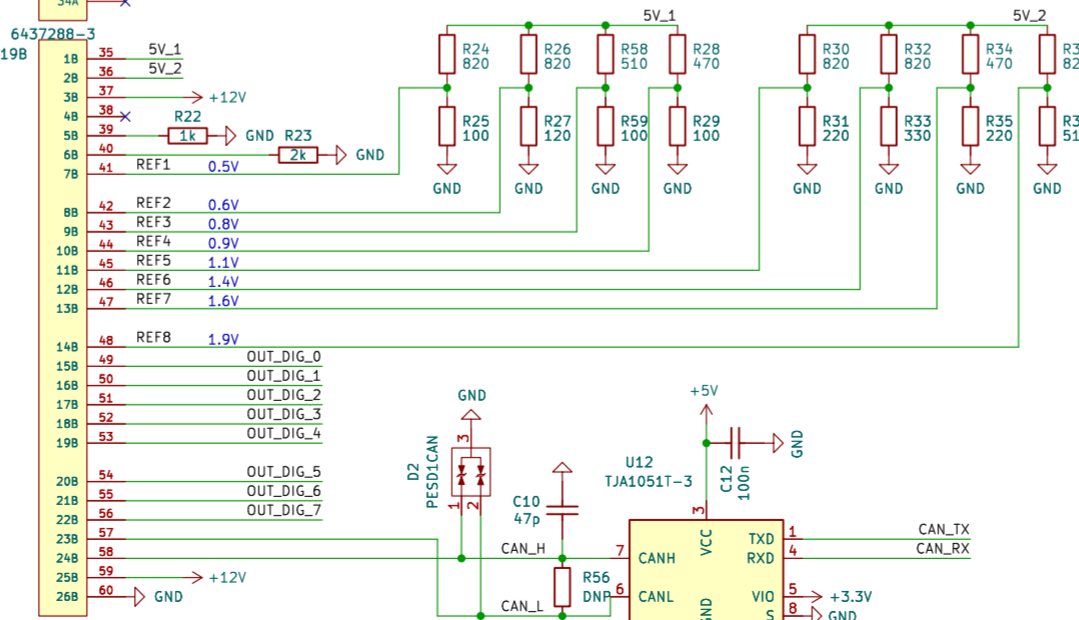 34A
6437288-3
19B
1B 35 5V_1
2B 36 5V_2
3B 37 +12V
4B 38
5B 39 R22 1k GND
6B 40 R23 2k GND
7B 41 REF1 0.5V
8B 42 REF2 0.6V
9B 43 REF3 0.8V
10B 44 REF4 0.9V
11B 45 REF5 1.1V
12B 46 REF6 1.4V
13B 47 REF7 1.6V
14B 48 REF8 1.9V
15B 49 OUT_DIG_0
16B 50 OUT_DIG_1
17B 51 OUT_DIG_2
18B 52 OUT_DIG_3
19B 53 OUT_DIG_4
20B 54 OUT_DIG_5
21B 55 OUT_DIG_6
22B 56 OUT_DIG_7
23B 57
24B 58
25B 59 +12V
26B 60 GND
5V_1
R24 R26 R58 R28
820 820 510 470
R25 R27 R59 R29
100 120 100 100
GND GND GND GND
5V_2
R30 R32 R34
820 820 470 82
R31 R33 R35
220 330 220 51
GND GND GND GND
GND
3
D2
PESD1CAN
1 2
C10
47p
CAN_H
R56
DNP
CAN_L
+5V
C12
100n
GND
U12
TJA1051T-3
3
VCC
7 CANH
6 CANL
GND
TXD 1 CAN_TX
RXD 4 CAN_RX
VIO 5 +3.3V
S 8 GND